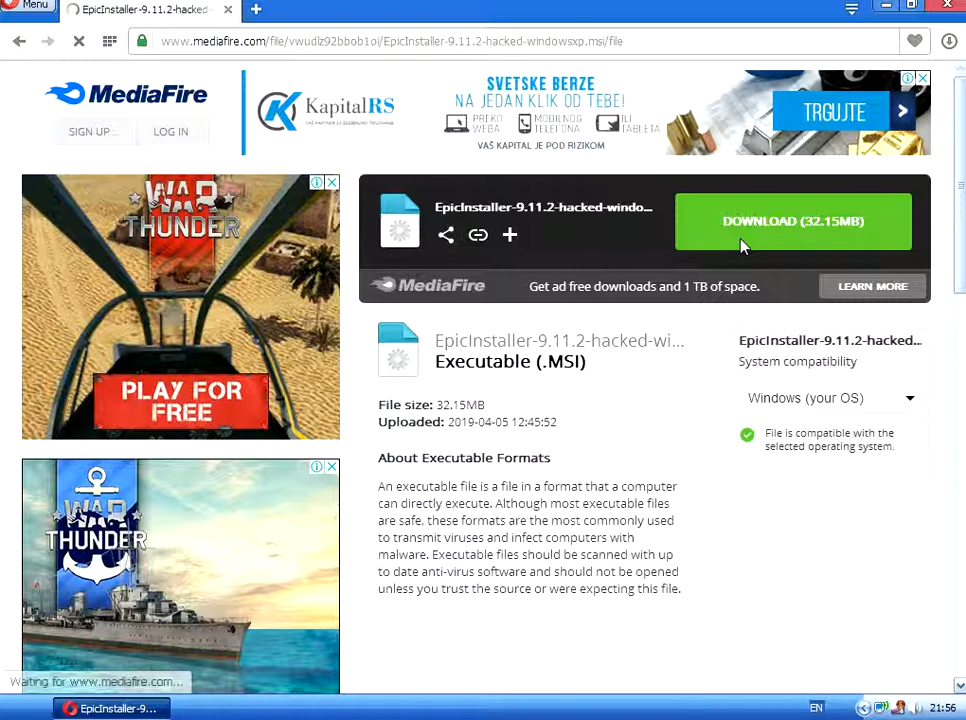 Menu
EpicInstaller-9.11.2-hacked-
www.mediafire.com/file/vwudlz92bbob1oi/EpicInstaller-9.11.2-hacked-windowsxp.msi/file
MediaFire
SIGN UP
LOG IN
KapitalRS
SVETSKE BERZE
NA JEDAN KLIK OD TEBE!
PREKO WEBA
MOBILNOG TELEFONA
ILI TABLETA
VAŠ KAPITAL JE POD RIZIKOM
TRGUJTE
WAR
THUNDER
PLAY FOR
FREE
EpicInstaller-9.11.2-hacked-windo...
DOWNLOAD (32.15MB)
MediaFire
Get ad free downloads and 1 TB of space.
LEARN MORE
EpicInstaller-9.11.2-hacked-wi...
Executable (.MSI)
File size: 32.15MB
Uploaded: 2019-04-05 12:45:52
About Executable Formats
An executable file is a file in a format that a computer
can directly execute. Although most executable files
are safe, these formats are the most commonly used
to transmit viruses and infect computers with
malware. Executable files should be scanned with up
to date anti-virus software and should not be opened
unless you trust the source or were expecting this file.
EpicInstaller-9.11.2-hacked...
System compatibility
Windows (your OS)
File is compatible with the
selected operating system.
WAR
THUNDER
Waiting for www.mediafire.com...
EpicInstaller-9...
EN
21:56